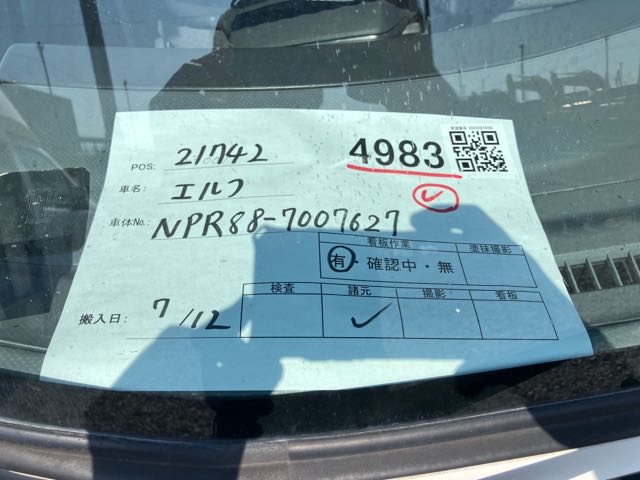 4983
POS: 21742
車名: エルフ
車体No.: NPR88-7007627
看板作業 塗抹撮影
有・確認中・無
検査 諸元 撮影 看板
搬入日: 7/12